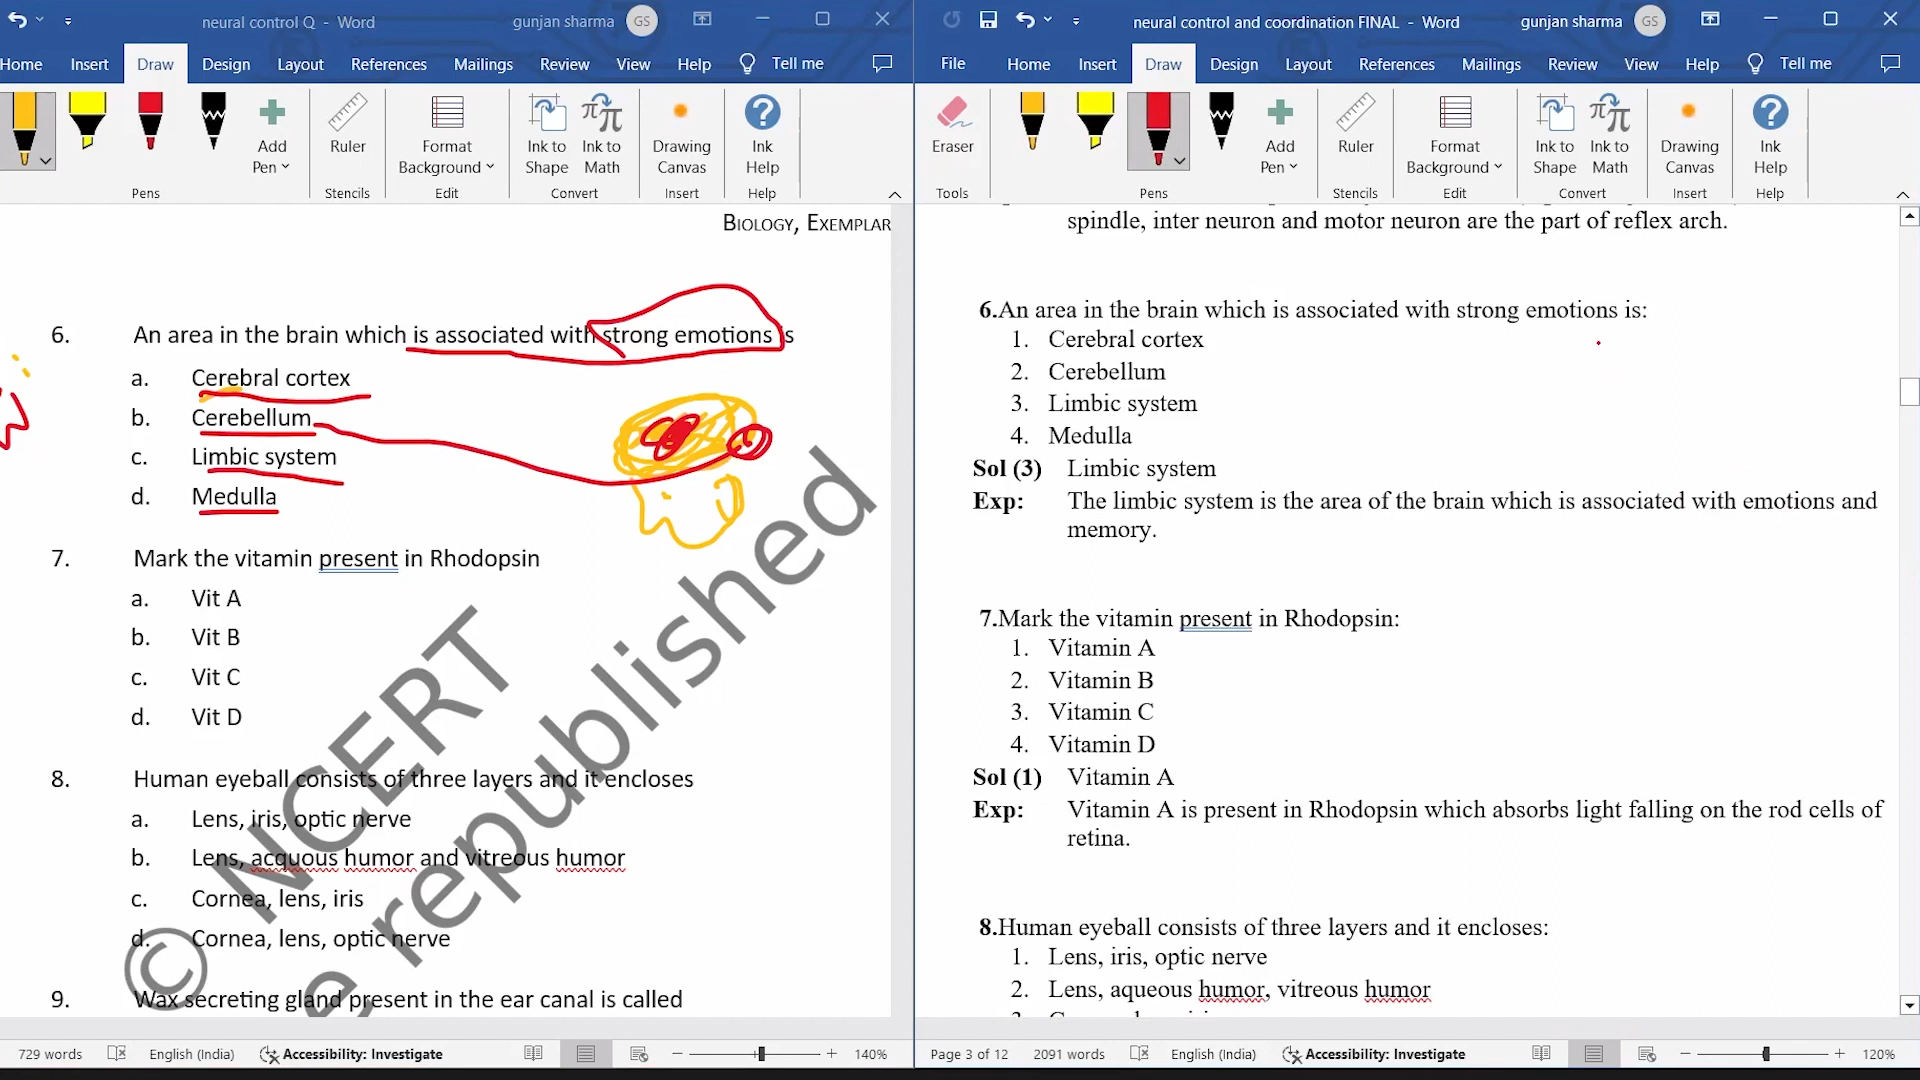 neural control Q - Word
gunjan sharma
GS
Home Insert Draw Design Layout References Mailings Review View Help Tell me
Add Pen
Ruler
Format Background
Ink to Shape
Ink to Math
Drawing Canvas
Ink Help
Pens Stencils Edit Convert Insert Help
BIOLOGY, EXEMPLAR
6. An area in the brain which is associated with strong emotions is
a. Cerebral cortex
b. Cerebellum
c. Limbic system
d. Medulla
7. Mark the vitamin present in Rhodopsin
a. Vit A
b. Vit B
c. Vit C
d. Vit D
8. Human eyeball consists of three layers and it encloses
a. Lens, iris, optic nerve
b. Lens, acquous humor and vitreous humor
c. Cornea, lens, iris
d. Cornea, lens, optic nerve
9. Wax secreting gland present in the ear canal is called
© NCERT
e republished
729 words English (India) Accessibility: Investigate 140%
neural control and coordination FINAL - Word
gunjan sharma
GS
File Home Insert Draw Design Layout References Mailings Review View Help Tell me
Eraser
Add Pen
Ruler
Format Background
Ink to Shape
Ink to Math
Drawing Canvas
Ink Help
Tools Pens Stencils Edit Convert Insert Help
spindle, inter neuron and motor neuron are the part of reflex arch.
6.An area in the brain which is associated with strong emotions is:
1. Cerebral cortex
2. Cerebellum
3. Limbic system
4. Medulla
Sol (3) Limbic system
Exp: The limbic system is the area of the brain which is associated with emotions and
memory.
7.Mark the vitamin present in Rhodopsin:
1. Vitamin A
2. Vitamin B
3. Vitamin C
4. Vitamin D
Sol (1) Vitamin A
Exp: Vitamin A is present in Rhodopsin which absorbs light falling on the rod cells of
retina.
8.Human eyeball consists of three layers and it encloses:
1. Lens, iris, optic nerve
2. Lens, aqueous humor, vitreous humor
Page 3 of 12 2091 words English (India) Accessibility: Investigate 120%